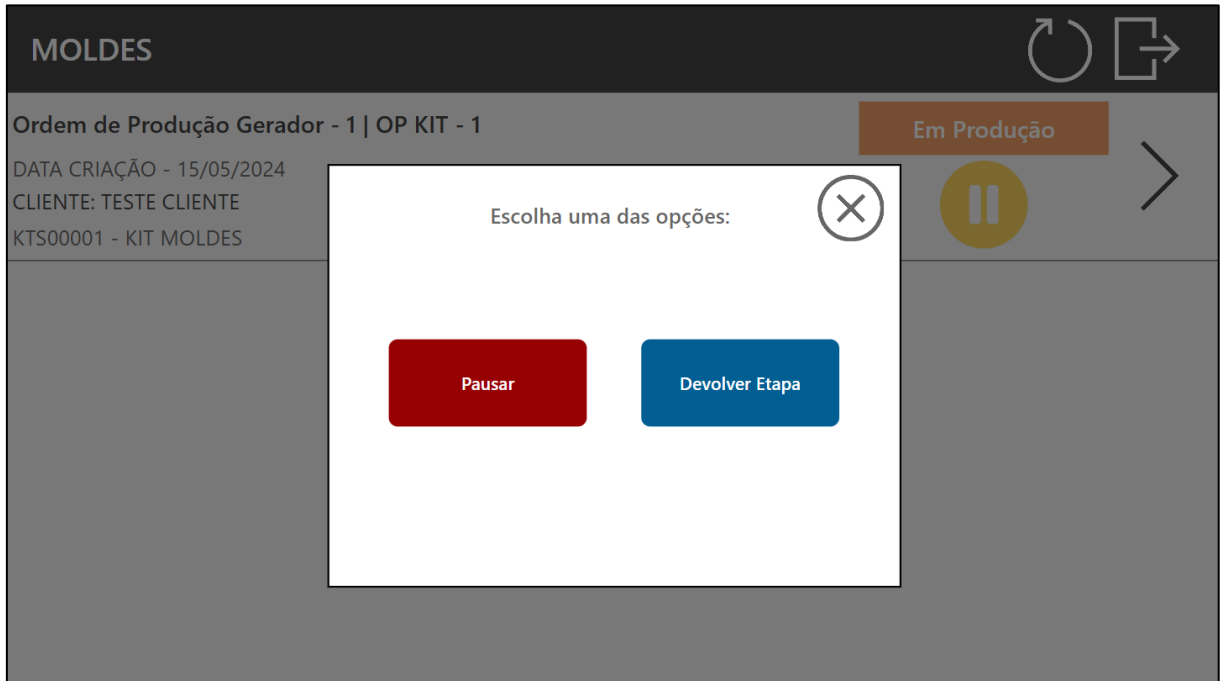 MOLDES
Ordem de Produção Gerador - 1 | OP KIT - 1
Em Produção
DATA CRIAÇÃO - 15/05/2024
CLIENTE: TESTE CLIENTE
KTS00001 - KIT MOLDES
Escolha uma das opções:
Pausar
Devolver Etapa